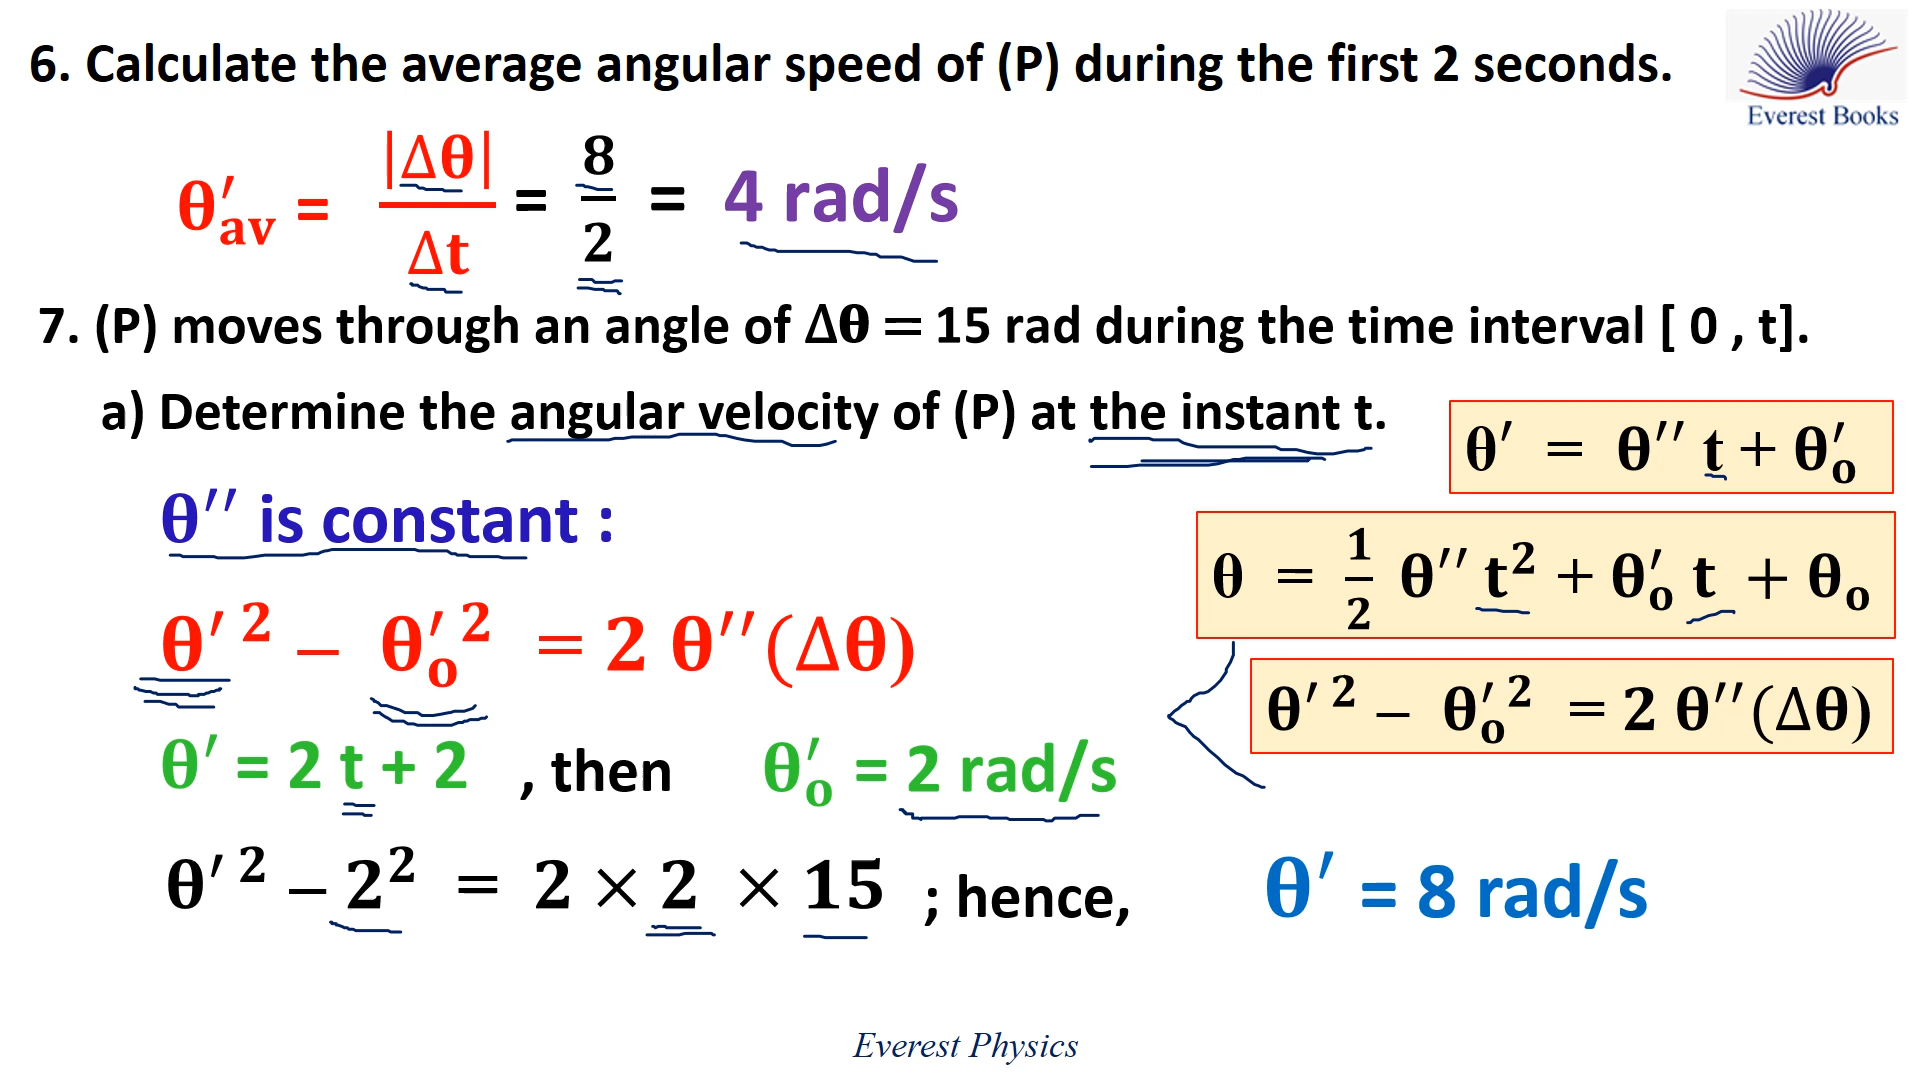 6. Calculate the average angular speed of (P) during the first 2 seconds.
Everest Books
θ′av = |Δθ| / Δt = 8 / 2 = 4 rad/s
7. (P) moves through an angle of Δθ = 15 rad during the time interval [ 0 , t].
a) Determine the angular velocity of (P) at the instant t.
θ′ = θ′′ t + θ′o
θ′′ is constant :
θ = 1/2 θ′′ t² + θ′o t + θo
θ′² – θ′o² = 2 θ′′(Δθ)
θ′² – θ′o² = 2 θ′′(Δθ)
θ′ = 2 t + 2 , then θ′o = 2 rad/s
θ′² – 2² = 2 × 2 × 15 ; hence, θ′ = 8 rad/s
Everest Physics